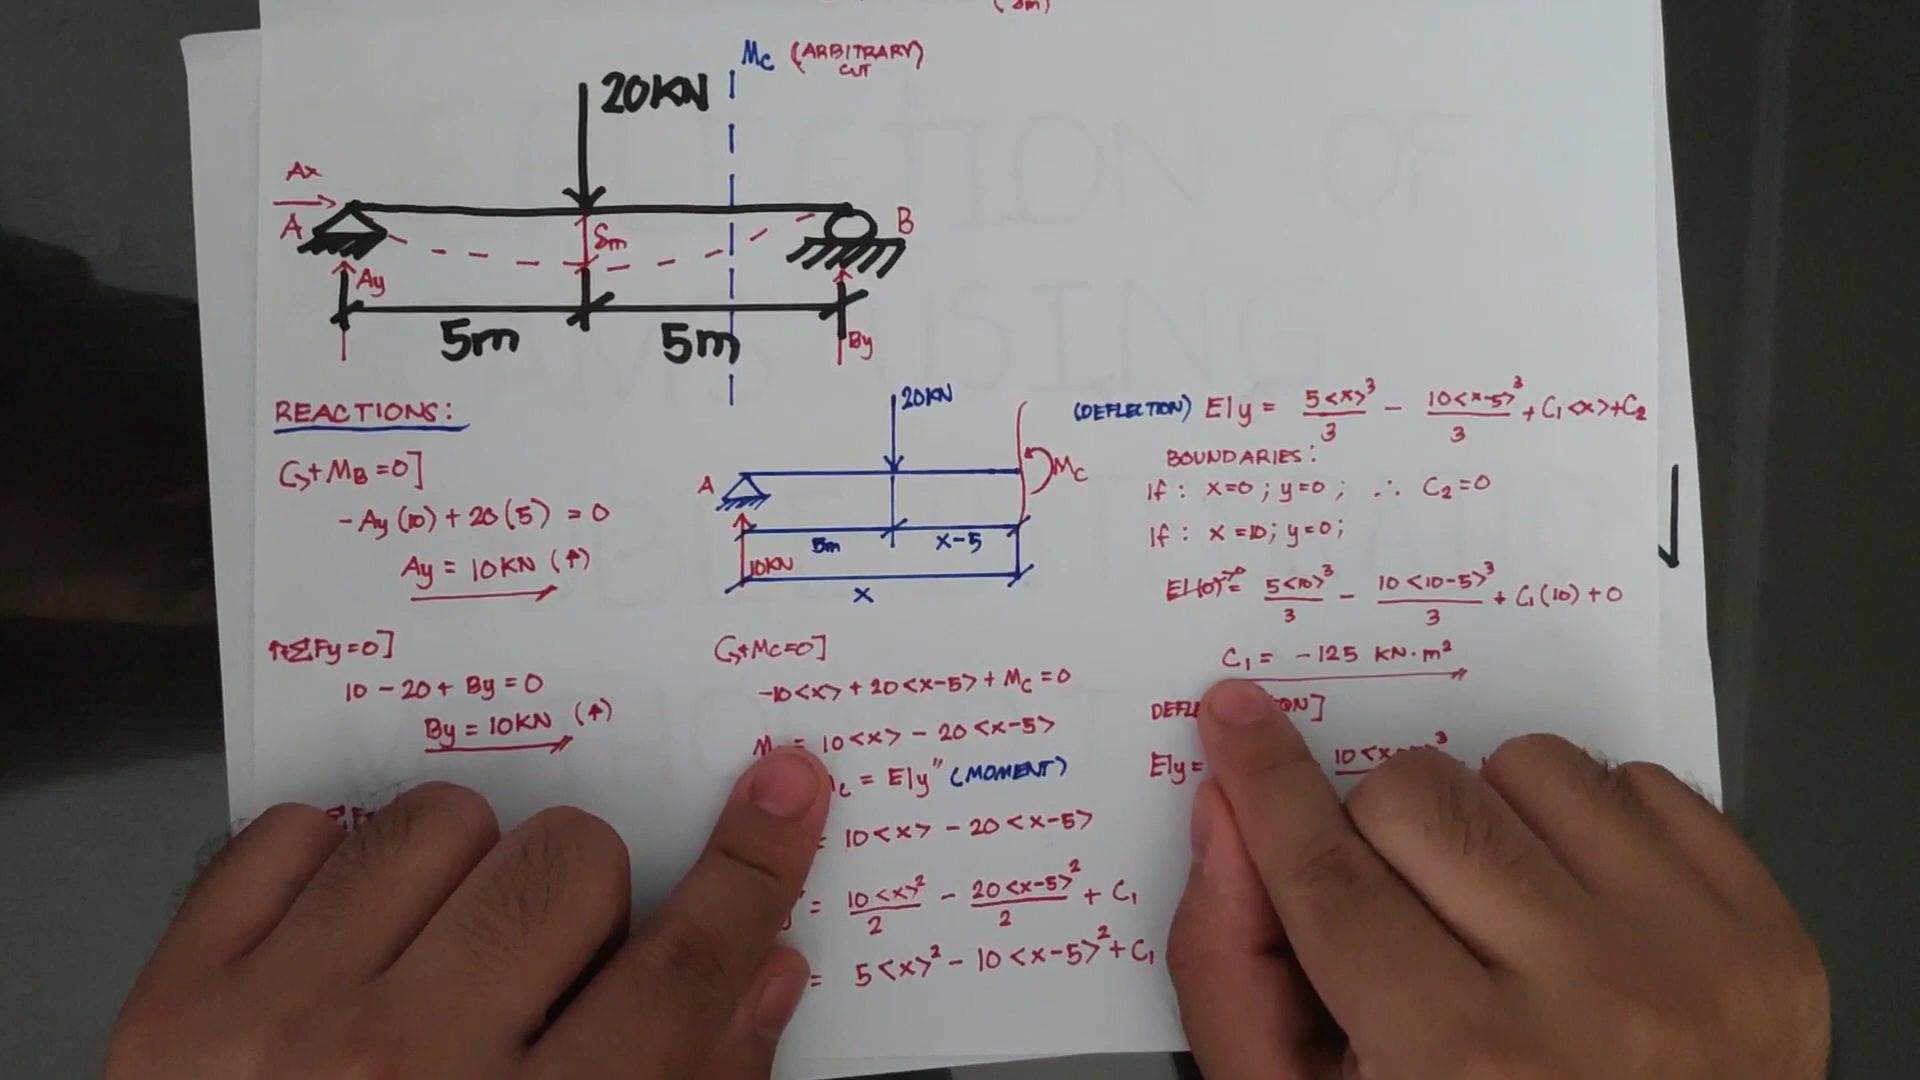 (δm)
Mc (ARBITRARY)
CUT
20KN
Ax
A
δm
B
Ay
5m
5m
By
REACTIONS:
+MB=0]
-Ay(10)+20(5)=0
Ay=10KN (↑)
↑+ΣFy=0]
10-20+By=0
By=10KN (↑)
20KN
A
Mc
5m
x-5
10KN
x
+Mc=0]
-10<x>+20<x-5>+Mc=0
= 10<x> - 20<x-5>
= EIy" (MOMENT)
= 10<x> - 20<x-5>
= 10<x>²/2 - 20<x-5>²/2 + C₁
= 5<x>² - 10<x-5>² + C₁
(DEFLECTION) EIy = 5<x>³/3 - 10<x-5>³/3 + C₁<x>+C₂
BOUNDARIES:
If: x=0; y=0; ∴ C₂=0
If: x=10; y=0;
EI(0)→0 = 5<10>³/3 - 10<10-5>³/3 + C₁(10)+0
C₁ = -125 KN·m²
EIy=